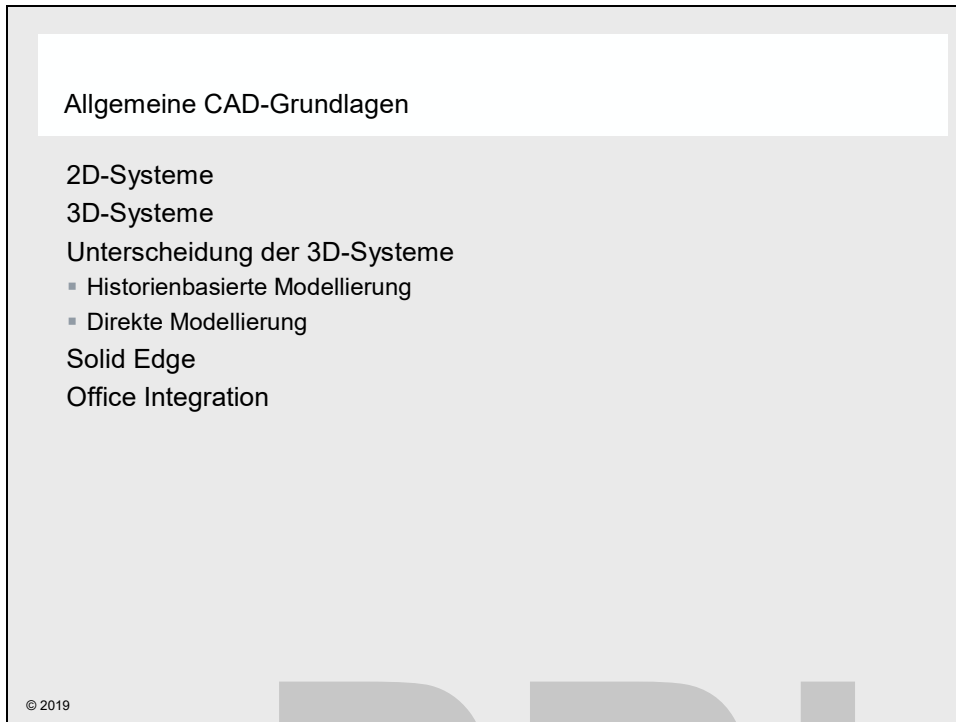 Allgemeine CAD-Grundlagen
2D-Systeme
3D-Systeme
Unterscheidung der 3D-Systeme
▪ Historienbasierte Modellierung
▪ Direkte Modellierung
Solid Edge
Office Integration
© 2019